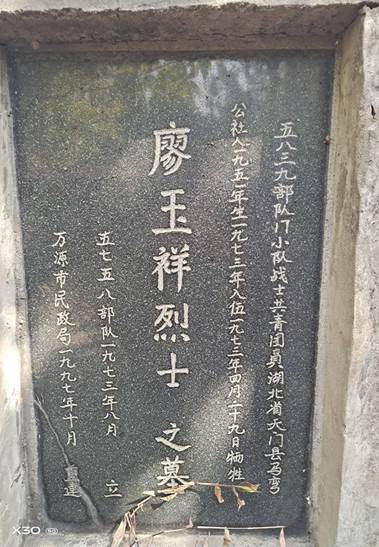 五八三九部队17小队战士共青团员湖北省天门县马弯
公社人一九五一年生一九七三年入伍一九七三年四月二十九日牺牲
廖玉祥烈士之墓
五七五八部队一九七三年八月 立
万源市民政局一九九七年十月 重建
X30